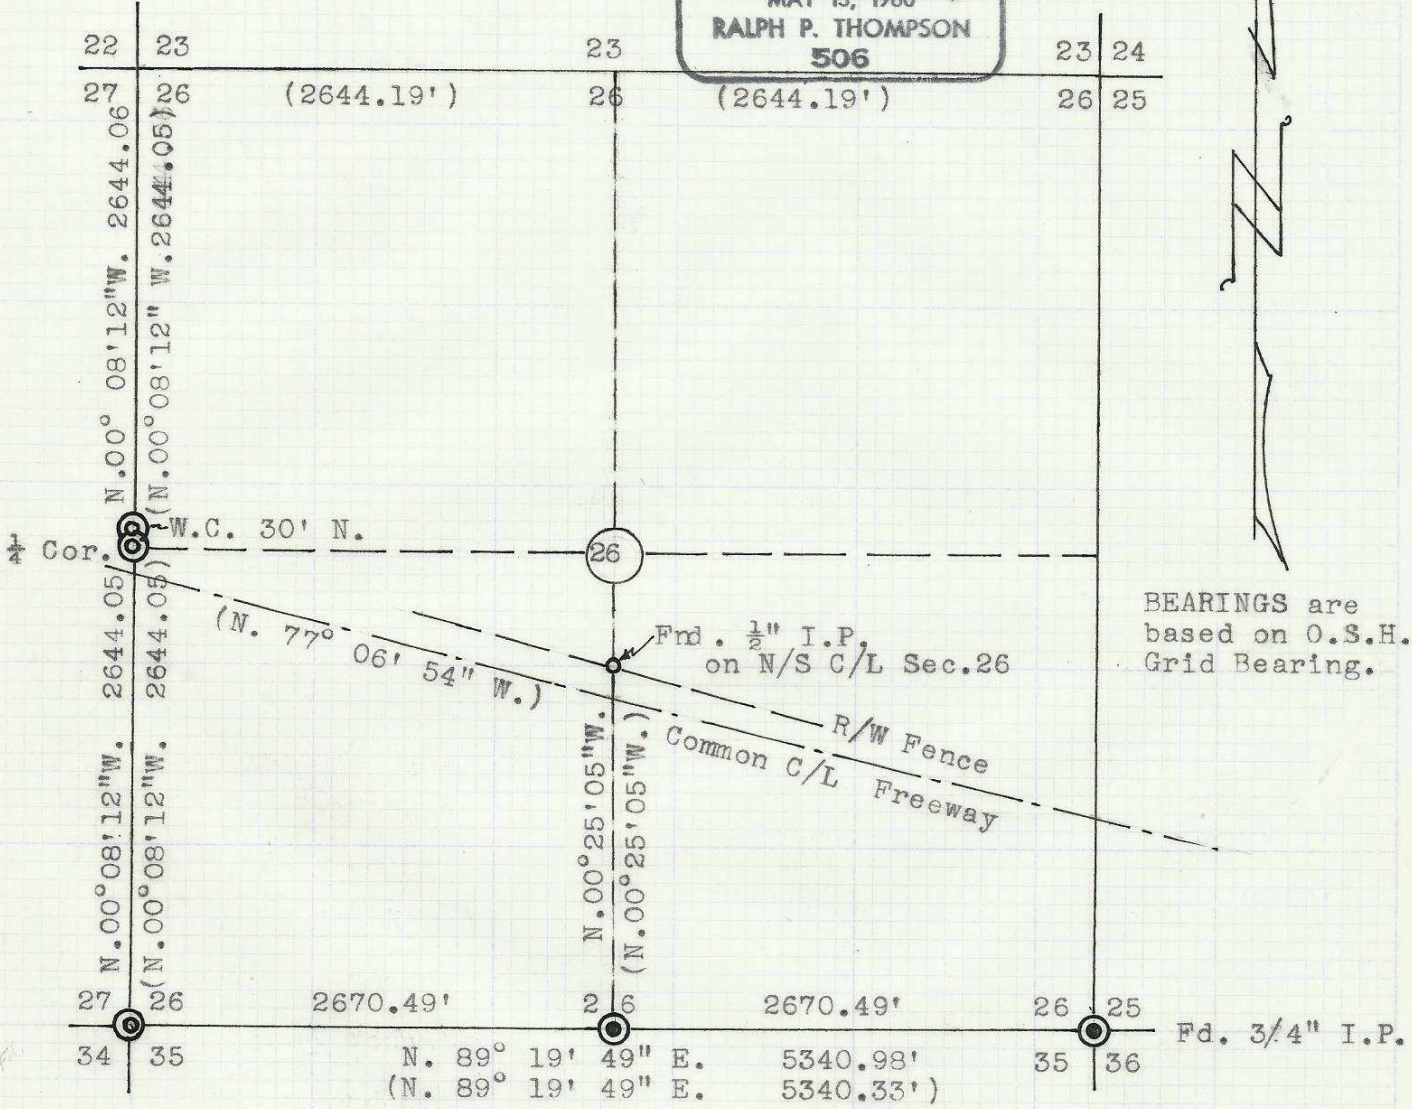 MAY 13, 1980
RALPH P. THOMPSON
506
22 23
23
23 24
27 26
(2644.19')
26
(2644.19')
26 25
N.00° 08'12"W. 2644.06
(N.00°08'12" W.2644.05)
W.C. 30' N.
¼ Cor.
26
2644.05
2644.05)
(N. 77° 06' 54" W.)
Fnd. ½" I.P.
on N/S C/L Sec.26
BEARINGS are
based on O.S.H.
Grid Bearing.
R/W Fence
Common C/L Freeway
N.00°08'12"W.
(N.00°08'12"W.
N.00°25'05"W.
(N.00°25'05"W.)
27 26
2670.49'
2 6
2670.49'
26 25
Fd. 3/4" I.P.
34 35
N. 89° 19' 49" E. 5340.98'
35 36
(N. 89° 19' 49" E. 5340.33')